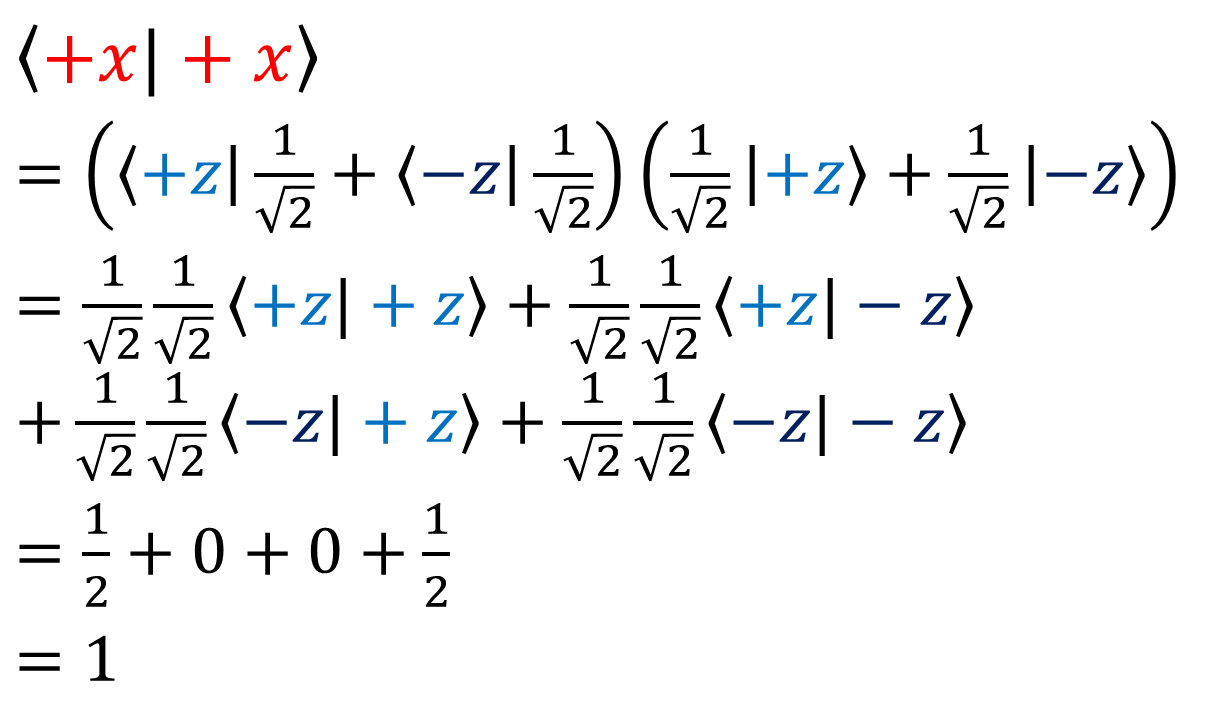 ⟨+x| + x⟩
= (⟨+z| 1/√2 + ⟨−z| 1/√2) (1/√2 |+z⟩ + 1/√2 |−z⟩)
= 1/√2 1/√2 ⟨+z| + z⟩ + 1/√2 1/√2 ⟨+z| − z⟩
+ 1/√2 1/√2 ⟨−z| + z⟩ + 1/√2 1/√2 ⟨−z| − z⟩
= 1/2 + 0 + 0 + 1/2
= 1